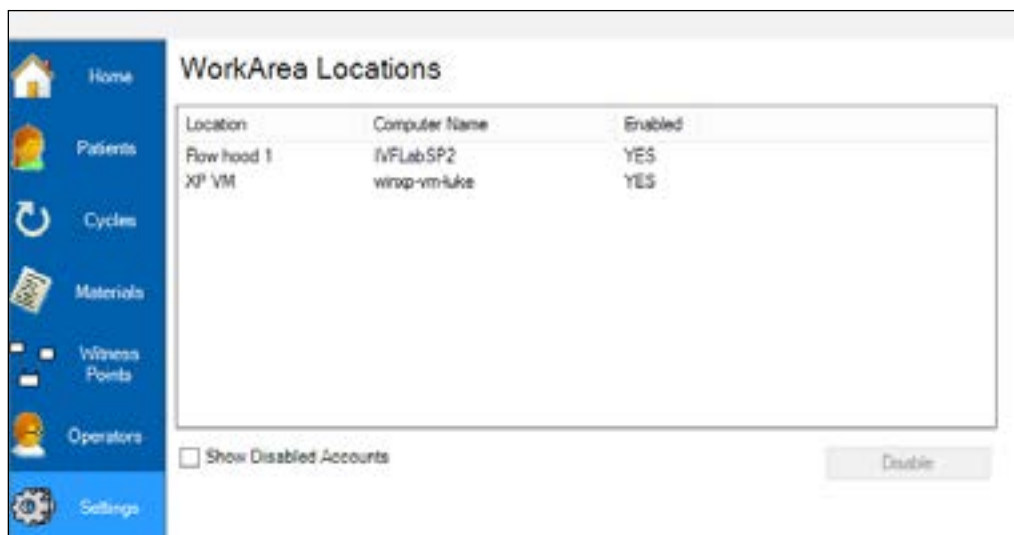 Home
Patients
Cycles
Materials
Witness
Points
Operators
Settings
WorkArea Locations
Location Computer Name Enabled
Flow hood 1 IVFLabSP2 YES
XP VM winxp-vm-luke YES
Show Disabled Accounts
Disable